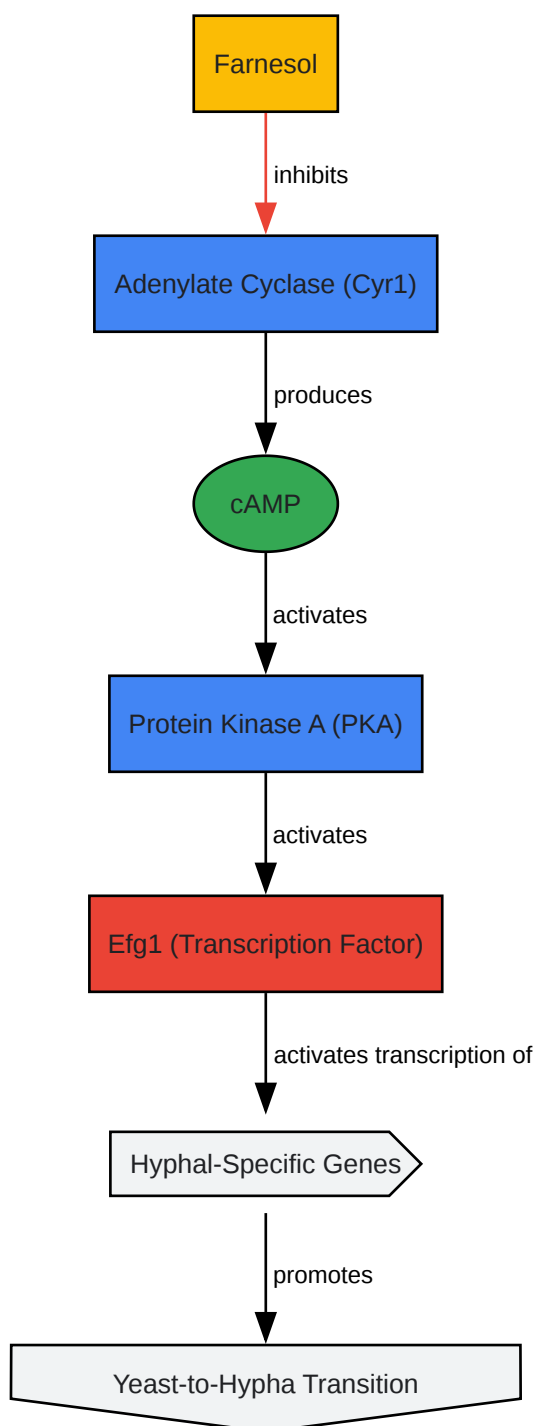 Farnesol
inhibits
Adenylate Cyclase (Cyr1)
produces
cAMP
activates
Protein Kinase A (PKA)
activates
Efg1 (Transcription Factor)
activates transcription of
Hyphal-Specific Genes
promotes
Yeast-to-Hypha Transition